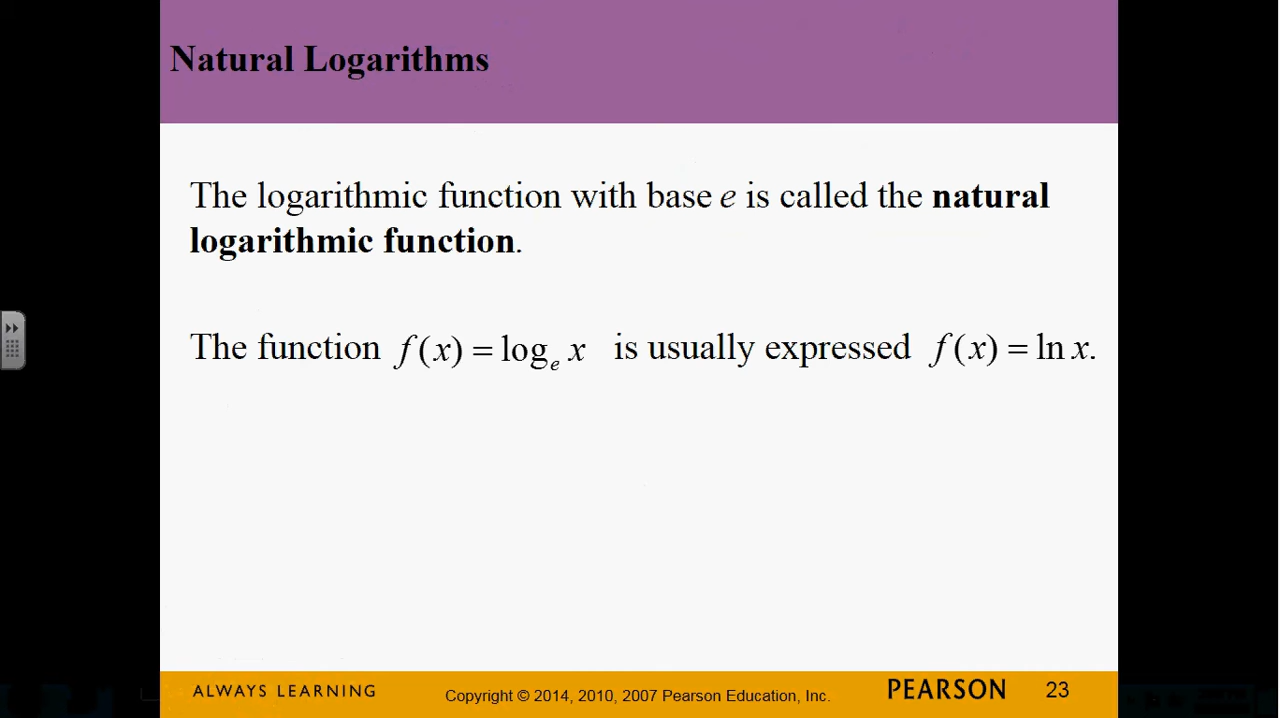 Natural Logarithms
The logarithmic function with base e is called the natural
logarithmic function.
The function f(x) = logₑ x is usually expressed f(x) = ln x.
ALWAYS LEARNING Copyright © 2014, 2010, 2007 Pearson Education, Inc. PEARSON 23